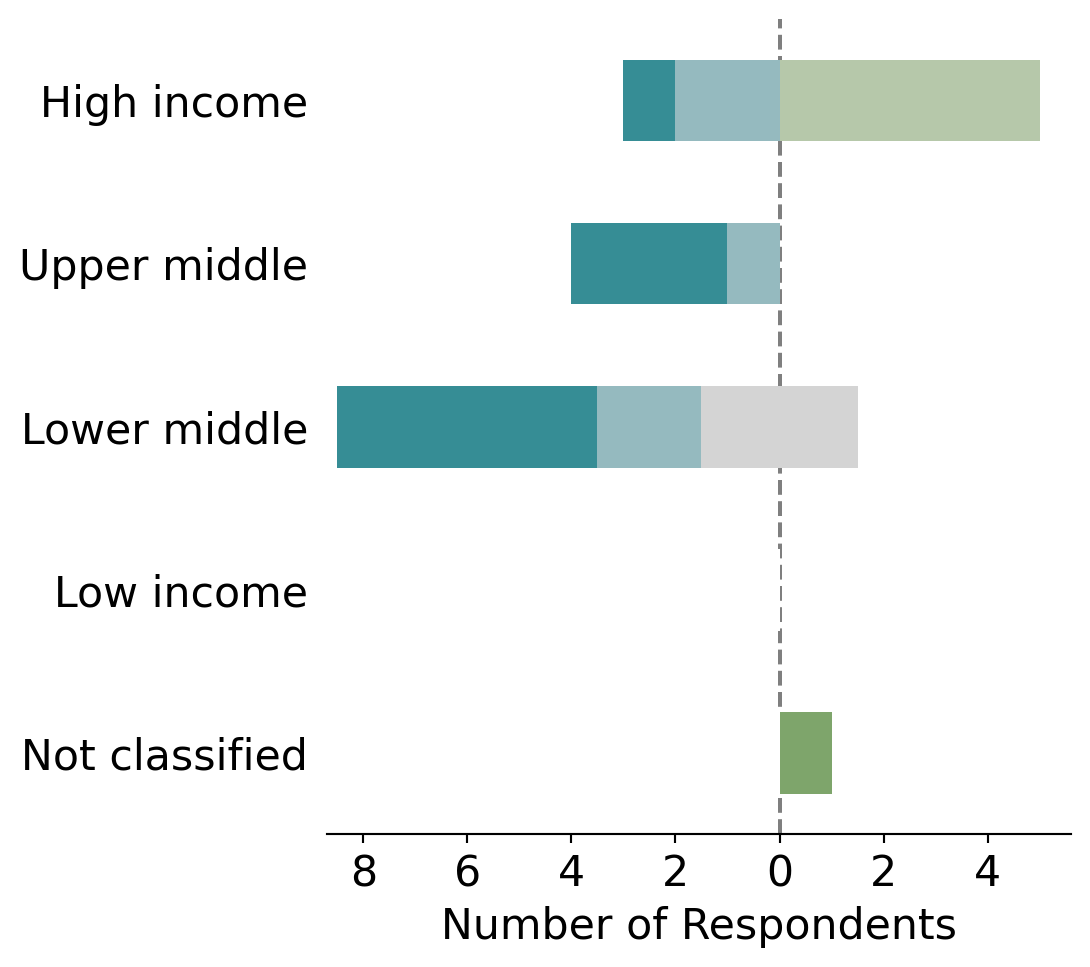 High income
Upper middle
Lower middle
Low income
Not classified
8 6 4 2 0 2 4
Number of Respondents